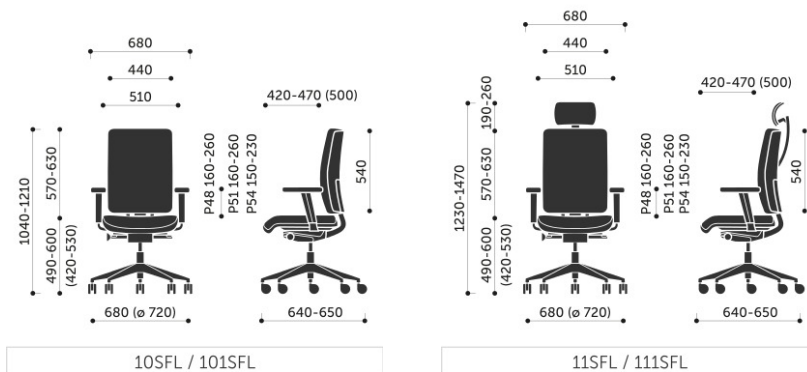 680
440
510
420-470 (500)
1040-1210
570-630
490-600
(420-530)
P48 160-260
P51 160-260
P54 150-230
540
680 (ø 720)
640-650
10SFL / 101SFL
680
440
510
420-470 (500)
190-260
1230-1470
570-630
490-600
(420-530)
P48 160-260
P51 160-260
P54 150-230
540
680 (ø 720)
640-650
11SFL / 111SFL